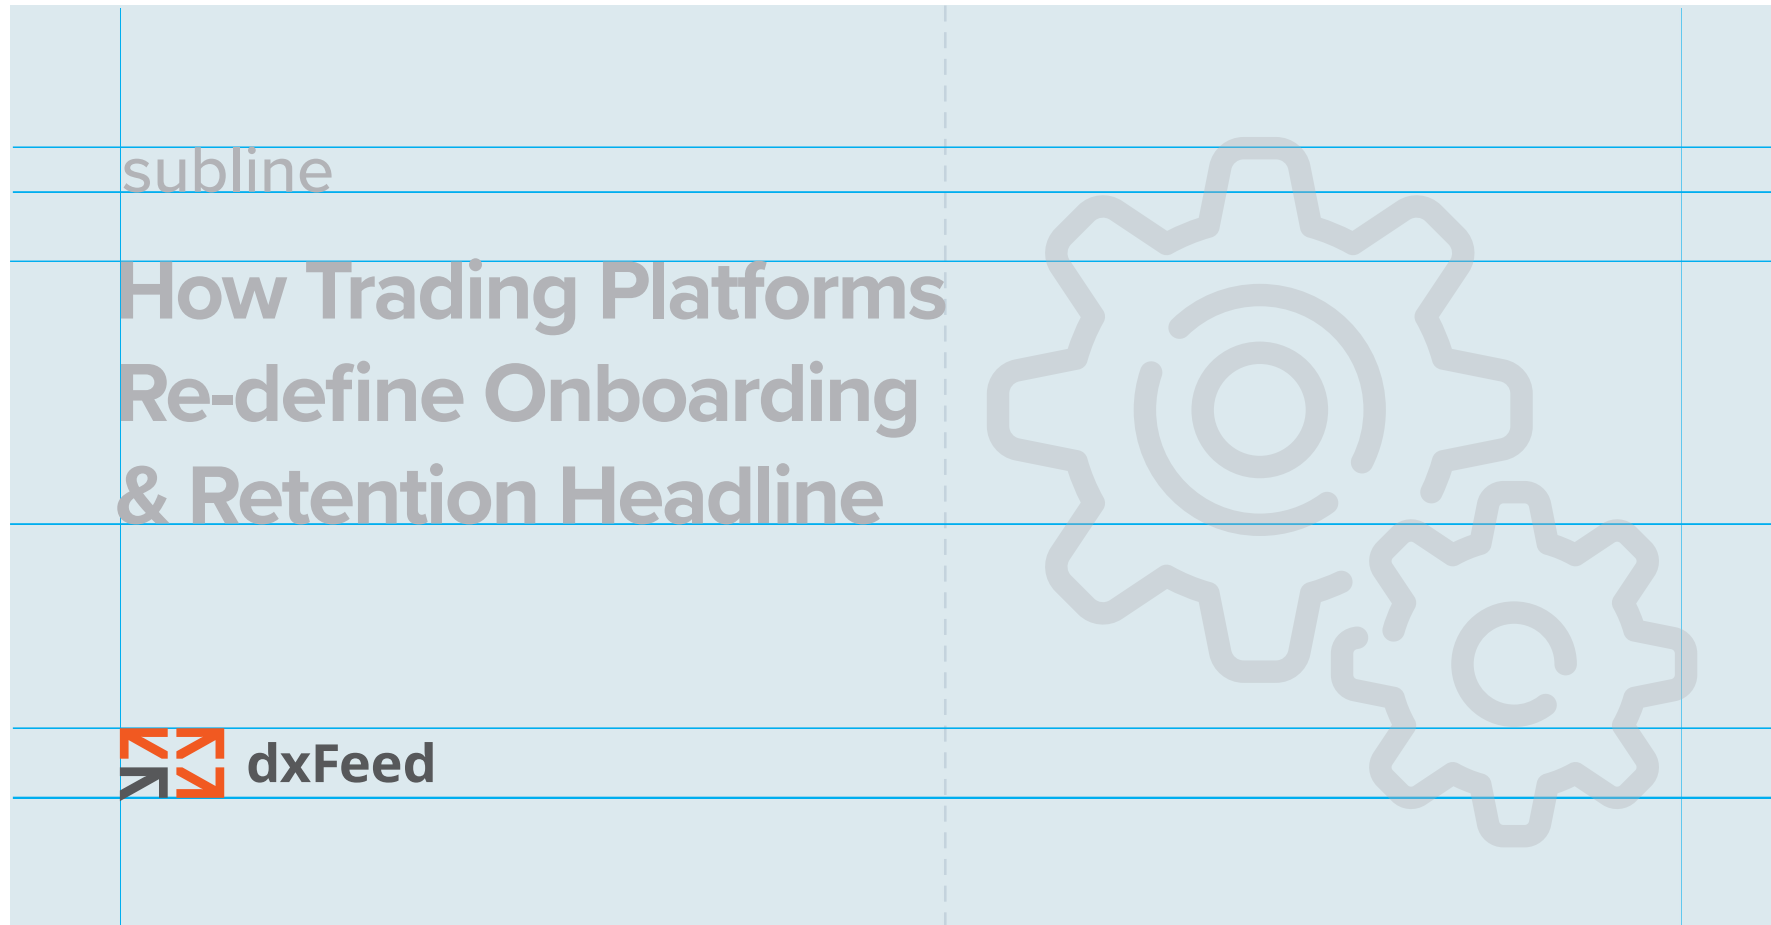 subline
How Trading Platforms
Re-define Onboarding
& Retention Headline
dxFeed